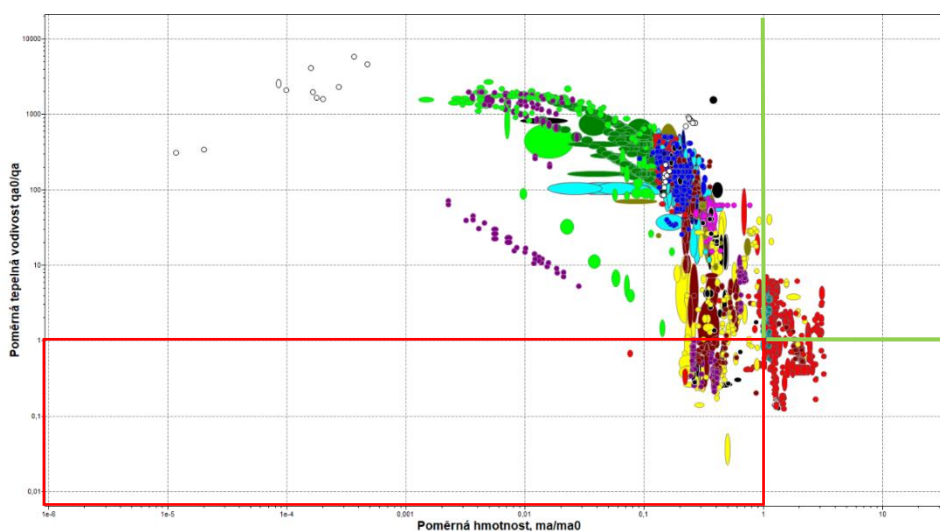 10000
1000
100
10
1
0,1
0,01
Poměrná tepelná vodivost qa0/qa
1e-6 1e-5 1e-4 0,001 0,01 0,1 1 10
Poměrná hmotnost, ma/ma0